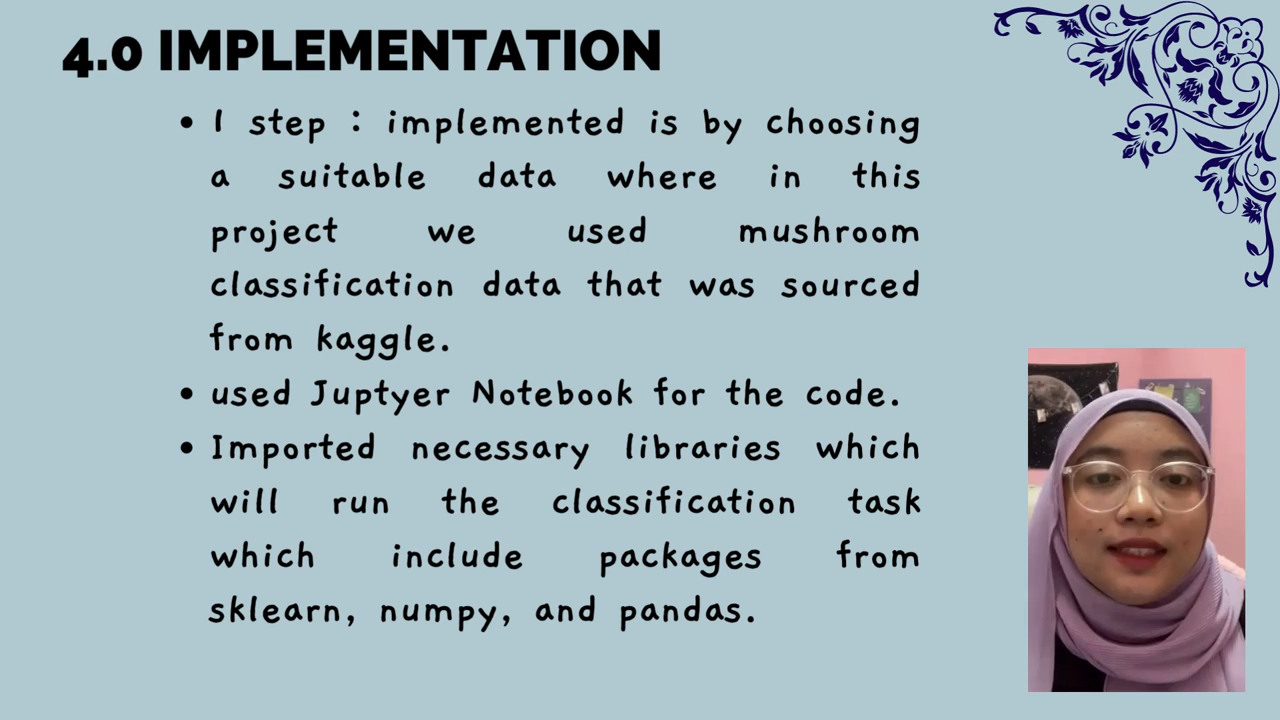 4.0 IMPLEMENTATION
• 1 step : implemented is by choosing
a suitable data where in this
project we used mushroom
classification data that was sourced
from kaggle.
• used Juptyer Notebook for the code.
• Imported necessary libraries which
will run the classification task
which include packages from
sklearn, numpy, and pandas.